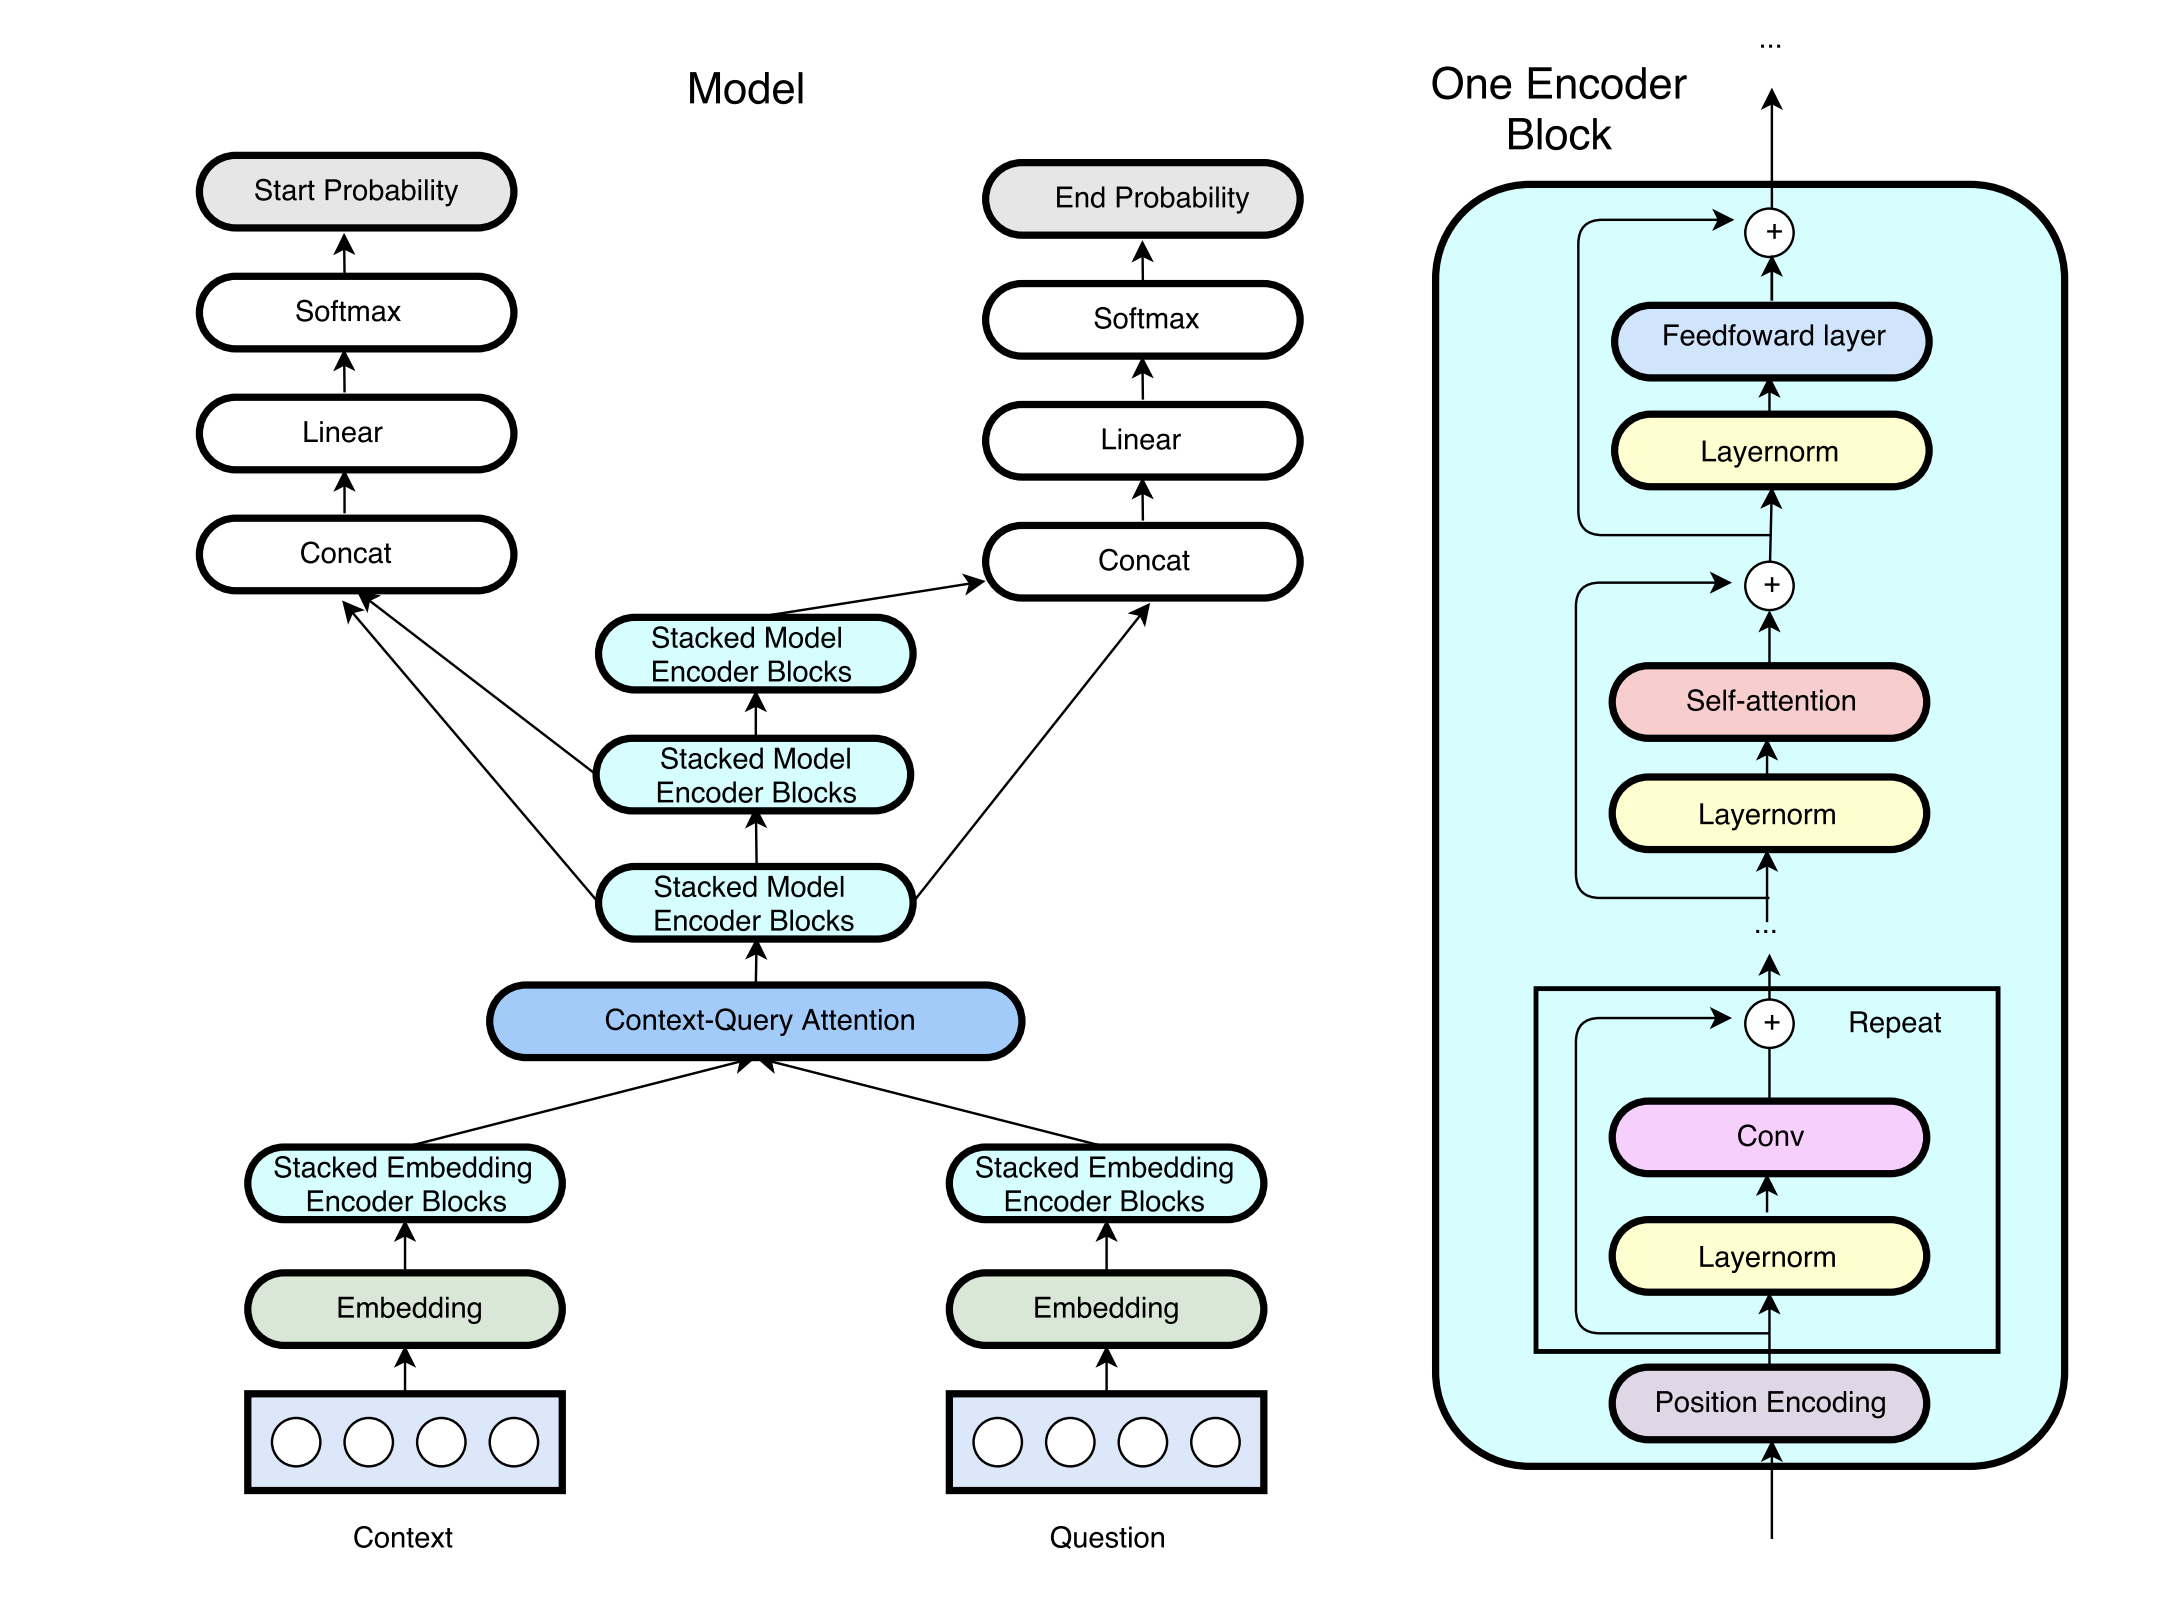 Model
Start Probability
Softmax
Linear
Concat
End Probability
Softmax
Linear
Concat
Stacked Model
Encoder Blocks
Stacked Model
Encoder Blocks
Stacked Model
Encoder Blocks
Context-Query Attention
Stacked Embedding
Encoder Blocks
Stacked Embedding
Encoder Blocks
Embedding
Embedding
Context
Question
...
One Encoder
Block
+
Feedfoward layer
Layernorm
+
Self-attention
Layernorm
...
+
Repeat
Conv
Layernorm
Position Encoding